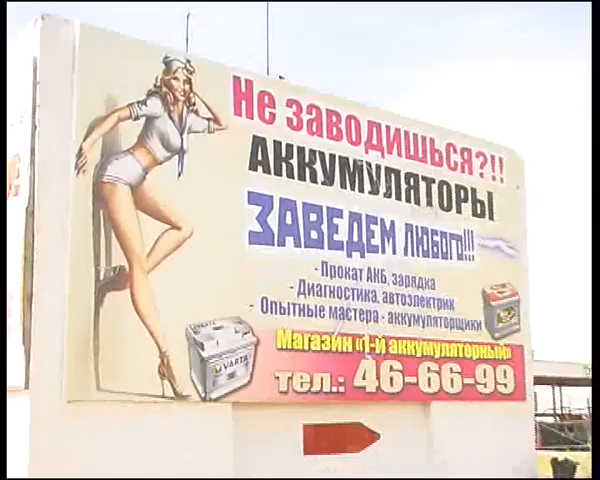 Не заводишься?!!
АККУМУЛЯТОРЫ
ЗАВЕДЕМ ЛЮБОГО!!!
- Прокат АКБ, зарядка
- Диагностика, автоэлектрик
- Опытные мастера - аккумуляторщики
Магазин «1-й аккумуляторный»
тел.: 46-66-99
VARTA